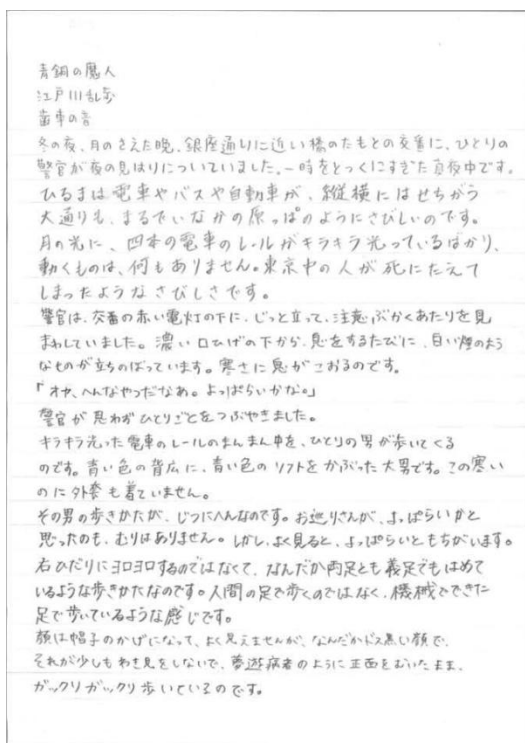 青銅の魔人
江戸川乱歩
歯車の音
冬の夜、月のさえた晩、銀座通りに近い橋のたもとの交番に、ひとりの
警官が夜の見はりについていました。一時をとっくにすぎた真夜中です。
ひるまは電車やバスや自動車が、縦横にはせちがう
大通りも、まるでいなかの原っぱのようにさびしいのです。
月の光に、四本の電車のレールがキラキラ光っているばかり、
動くものは、何もありません。東京中の人が死にたえて
しまったようなさびしさです。
警官は、交番の赤い電灯の下に、じっと立って、注意ぶかくあたりを見
まわしていました。濃い口ひげの下から、息をするたびに、白い煙のよう
なものが立ちのぼっています。寒さに息がこおるのです。
「オヤ、へんなやつだなあ。よっぱらいかな。」
警官が思わずひとりごとをつぶやきました。
キラキラ光った電車のレールのまんまん中を、ひとりの男が歩いてくる
のです。青い色の背広に、青い色のソフトをかぶった大男です。この寒い
のに外套も着ていません。
その男の歩きかたが、じつにへんなのです。お巡りさんが、よっぱらいかと
思ったのも、むりはありません。しかし、よく見ると、よっぱらいともちがいます。
右ひだりにヨロヨロするのではなくて、なんだか両足とも義足でもはめて
いるような歩きかたなのです。人間の足で歩くのではなく、機械でできた
足で歩いているような感じです。
顔は帽子のかげになって、よく見えませんが、なんだかドス黒い顔で、
それが少しもわき見をしないで、夢遊病者のように正面をむいたまま、
ガックリガックリ歩いているのです。